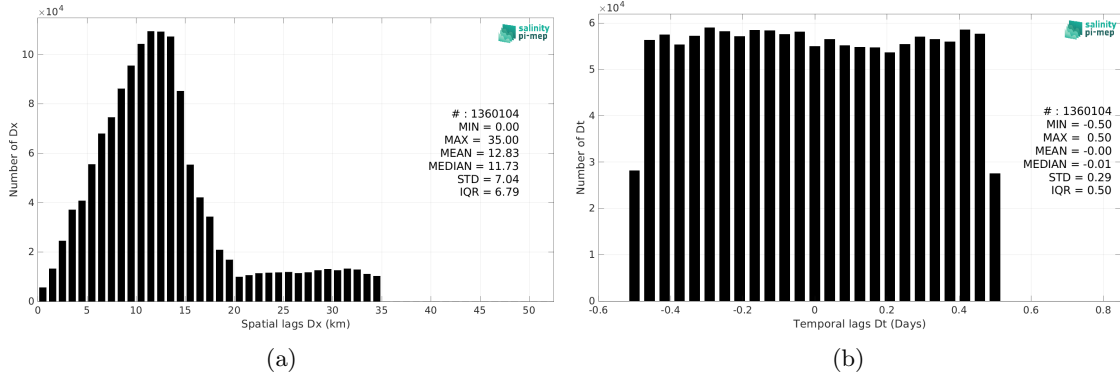 ×10⁴
salinity
pi-mep
10
8
6
4
2
0
Number of Dx
# : 1360104
MIN = 0.00
MAX = 35.00
MEAN = 12.83
MEDIAN = 11.73
STD = 7.04
IQR = 6.79
0 5 10 15 20 25 30 35 40 45 50
Spatial lags Dx (km)
(a)
×10⁴
salinity
pi-mep
6
5
4
3
2
1
0
Number of Dt
# : 1360104
MIN = -0.50
MAX = 0.50
MEAN = -0.00
MEDIAN = -0.01
STD = 0.29
IQR = 0.50
-0.6 -0.4 -0.2 0 0.2 0.4 0.6 0.8
Temporal lags Dt (Days)
(b)